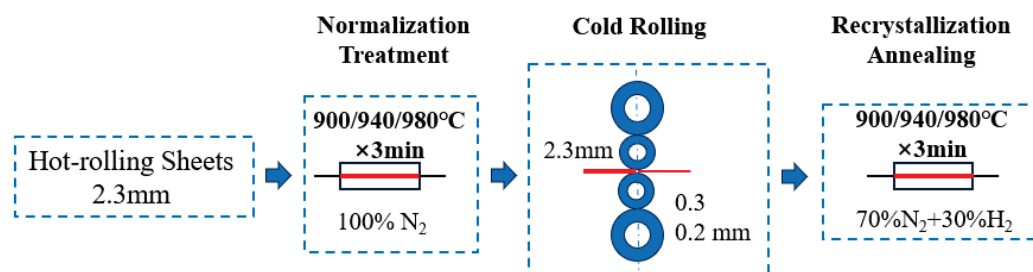 Normalization
Treatment
Cold Rolling
Recrystallization
Annealing
Hot-rolling Sheets
2.3mm
900/940/980°C
×3min
100% N₂
2.3mm
0.3
0.2 mm
900/940/980°C
×3min
70%N₂+30%H₂